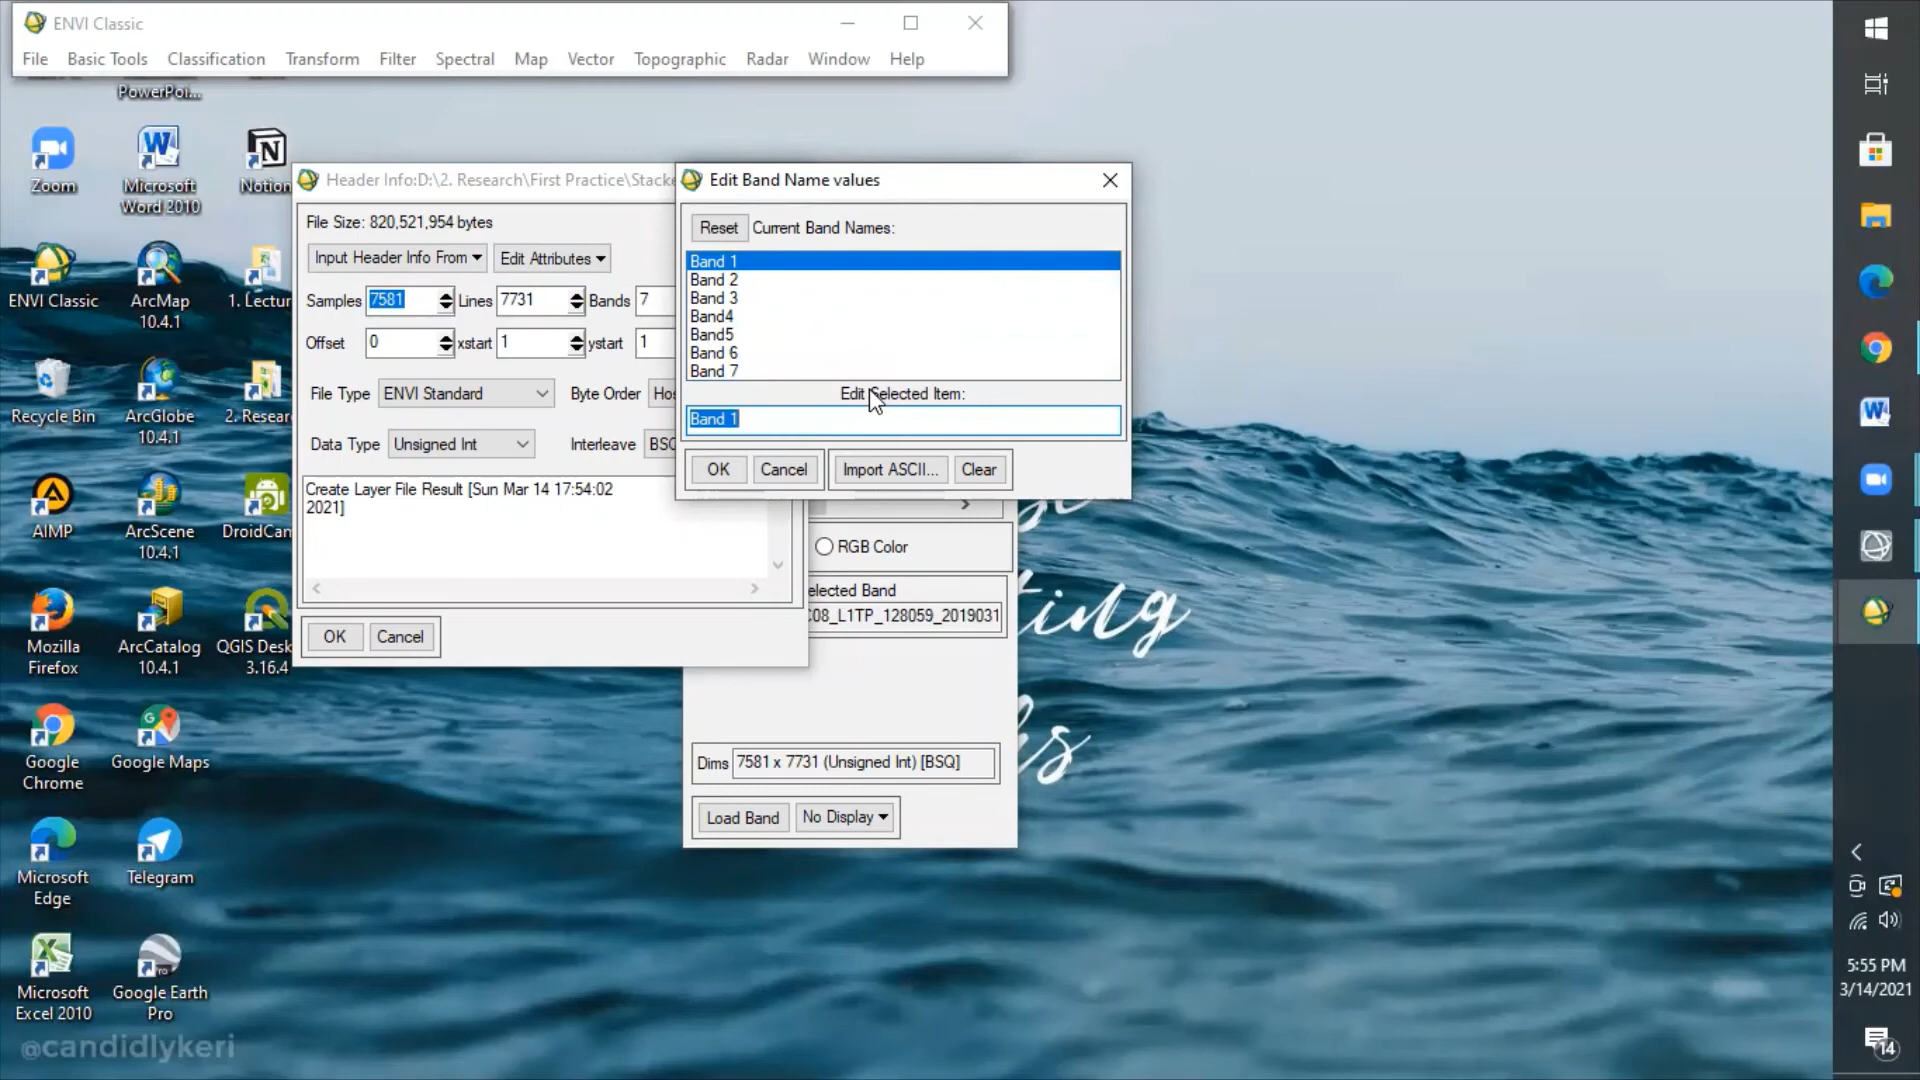 ENVI Classic
File Basic Tools Classification Transform Filter Spectral Map Vector Topographic Radar Window Help
PowerPoi...
Zoom
Microsoft
Word 2010
Notion
ENVI Classic
ArcMap
10.4.1
1. Lectur
Recycle Bin
ArcGlobe
10.4.1
2. Resear
AIMP
ArcScene
10.4.1
DroidCam
Mozilla
Firefox
ArcCatalog
10.4.1
QGIS Desk
3.16.4
Google
Chrome
Google Maps
Microsoft
Edge
Telegram
Microsoft
Excel 2010
Google Earth
Pro
@candidlykeri
Header Info:D:\2. Research\First Practice\Stacke
File Size: 820,521,954 bytes
Input Header Info From
Edit Attributes
Samples 7581 Lines 7731 Bands 7
Offset 0 xstart 1 ystart 1
File Type ENVI Standard Byte Order Hos
Data Type Unsigned Int Interleave BSQ
Create Layer File Result [Sun Mar 14 17:54:02
2021]
OK Cancel
Edit Band Name values
Reset Current Band Names:
Band 1
Band 2
Band 3
Band4
Band5
Band 6
Band 7
Edit Selected Item:
Band 1
OK Cancel Import ASCII... Clear
RGB Color
elected Band
C08_L1TP_128059_2019031
Dims 7581 x 7731 (Unsigned Int) [BSQ]
Load Band No Display
5:55 PM
3/14/2021
14